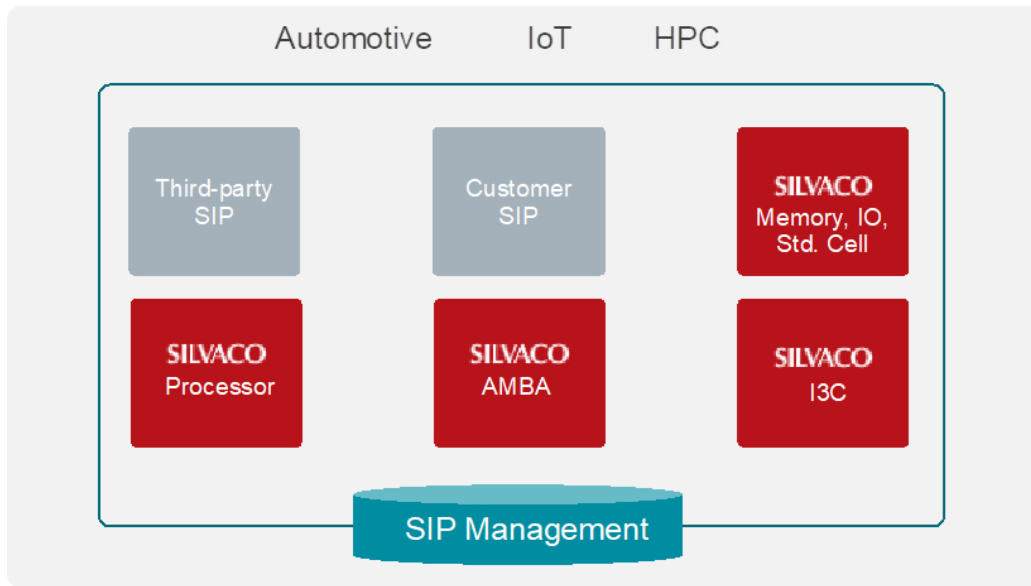 Automotive IoT HPC
Third-party
SIP
Customer
SIP
SILVACO
Memory, IO,
Std. Cell
SILVACO
Processor
SILVACO
AMBA
SILVACO
I3C
SIP Management